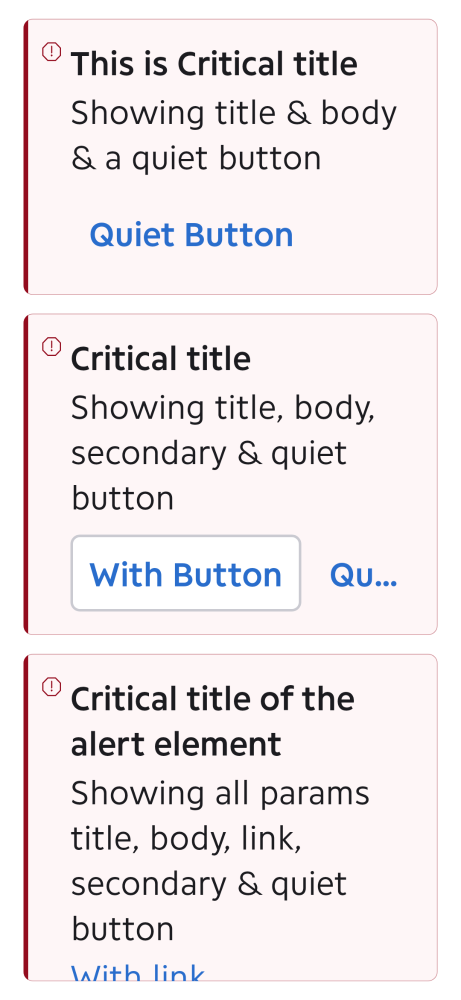 This is Critical title
Showing title & body
& a quiet button
Quiet Button
Critical title
Showing title, body,
secondary & quiet
button
With Button
Qu...
Critical title of the
alert element
Showing all params
title, body, link,
secondary & quiet
button
With link